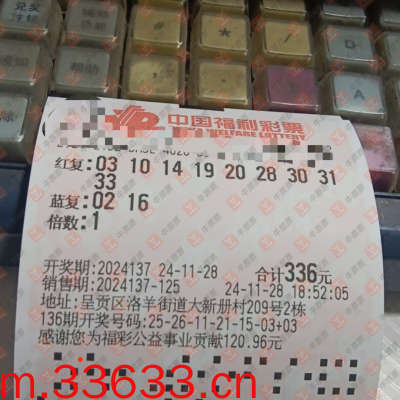 兑奖
#
*
/
D
A
中国福利彩票
WELFARE LOTTERY
红复:03 10 14 19 20 28 30 31
33
蓝复:02 16
倍数:1
开奖期:2024137 24-11-28 合计336元
销售期:2024137-125 24-11-28 18:52:05
地址:呈贡区洛羊街道大新册村209号2栋
136期开奖号码:25-26-11-21-15-03+03
感谢您为福彩公益事业贡献120.96元
m.33633.cn